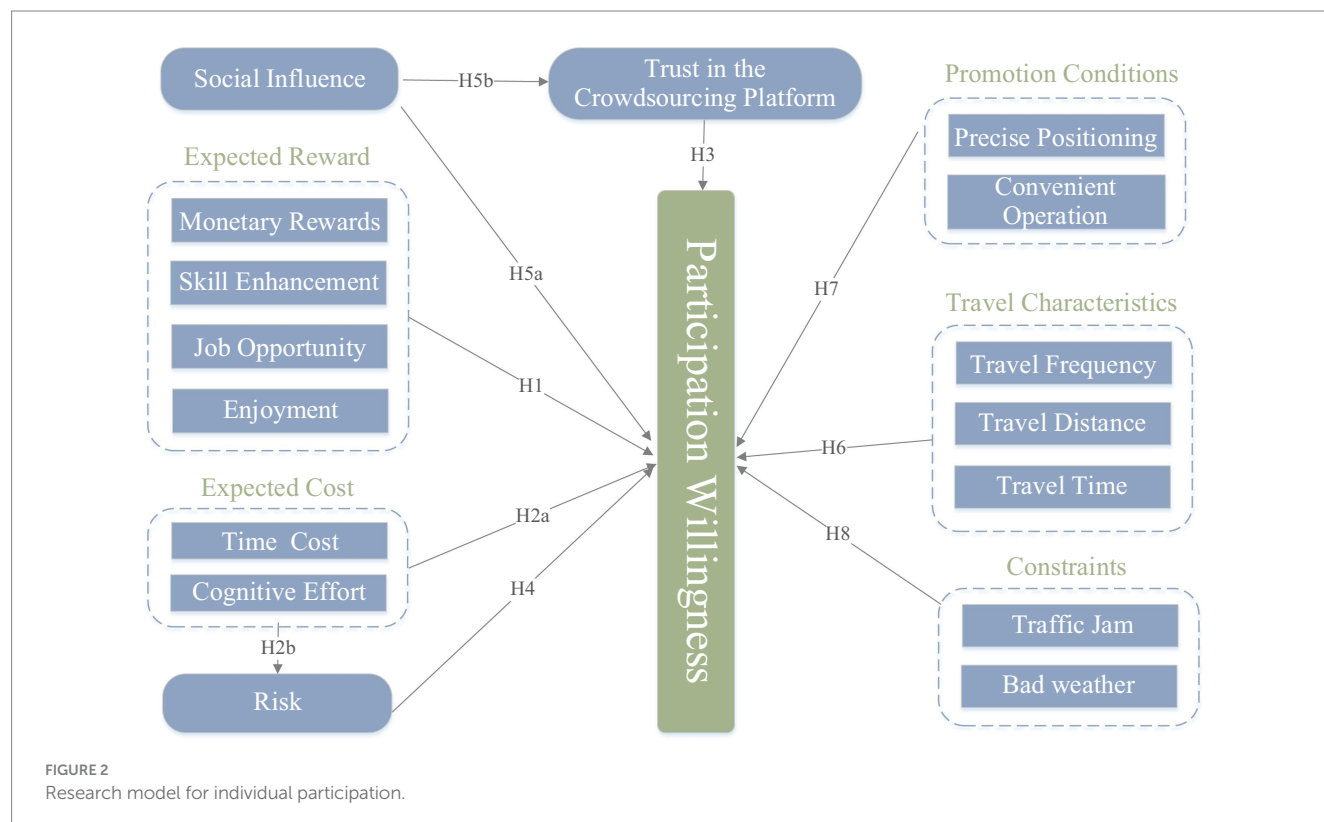 Social Influence
H5b
Trust in the
Crowdsourcing Platform
H3
Expected Reward
Monetary Rewards
Skill Enhancement
Job Opportunity
Enjoyment
H5a
H1
Expected Cost
Time Cost
Cognitive Effort
H2a
H2b
H4
Risk
Participation Willingness
Promotion Conditions
Precise Positioning
Convenient
Operation
H7
Travel Characteristics
Travel Frequency
Travel Distance
Travel Time
H6
H8
Constraints
Traffic Jam
Bad weather
FIGURE 2
Research model for individual participation.